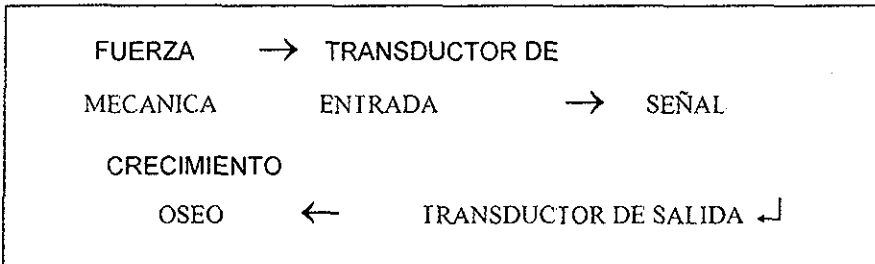 FUERZA → TRANSDUCTOR DE
MECANICA ENTRADA → SEÑAL
CRECIMIENTO
OSEO ← TRANSDUCTOR DE SALIDA ↲